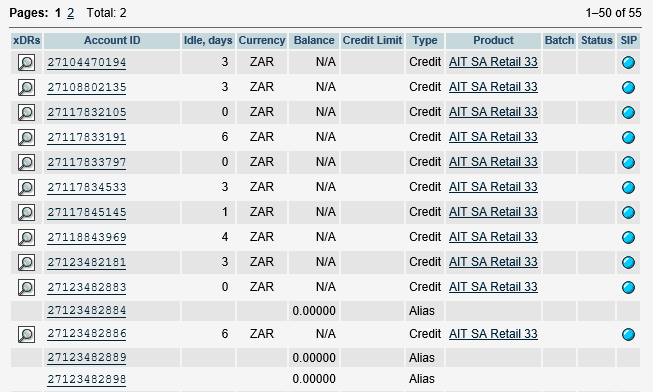 Pages: 1 2 Total: 2 1–50 of 55
xDRs Account ID Idle, days Currency Balance Credit Limit Type Product Batch Status SIP
27104470194 3 ZAR N/A Credit AIT SA Retail 33
27108802135 3 ZAR N/A Credit AIT SA Retail 33
27117832105 0 ZAR N/A Credit AIT SA Retail 33
27117833191 6 ZAR N/A Credit AIT SA Retail 33
27117833797 0 ZAR N/A Credit AIT SA Retail 33
27117834533 3 ZAR N/A Credit AIT SA Retail 33
27117845145 1 ZAR N/A Credit AIT SA Retail 33
27118843969 4 ZAR N/A Credit AIT SA Retail 33
27123482181 3 ZAR N/A Credit AIT SA Retail 33
27123482883 0 ZAR N/A Credit AIT SA Retail 33
27123482884 0.00000 Alias
27123482886 6 ZAR N/A Credit AIT SA Retail 33
27123482889 0.00000 Alias
27123482898 0.00000 Alias